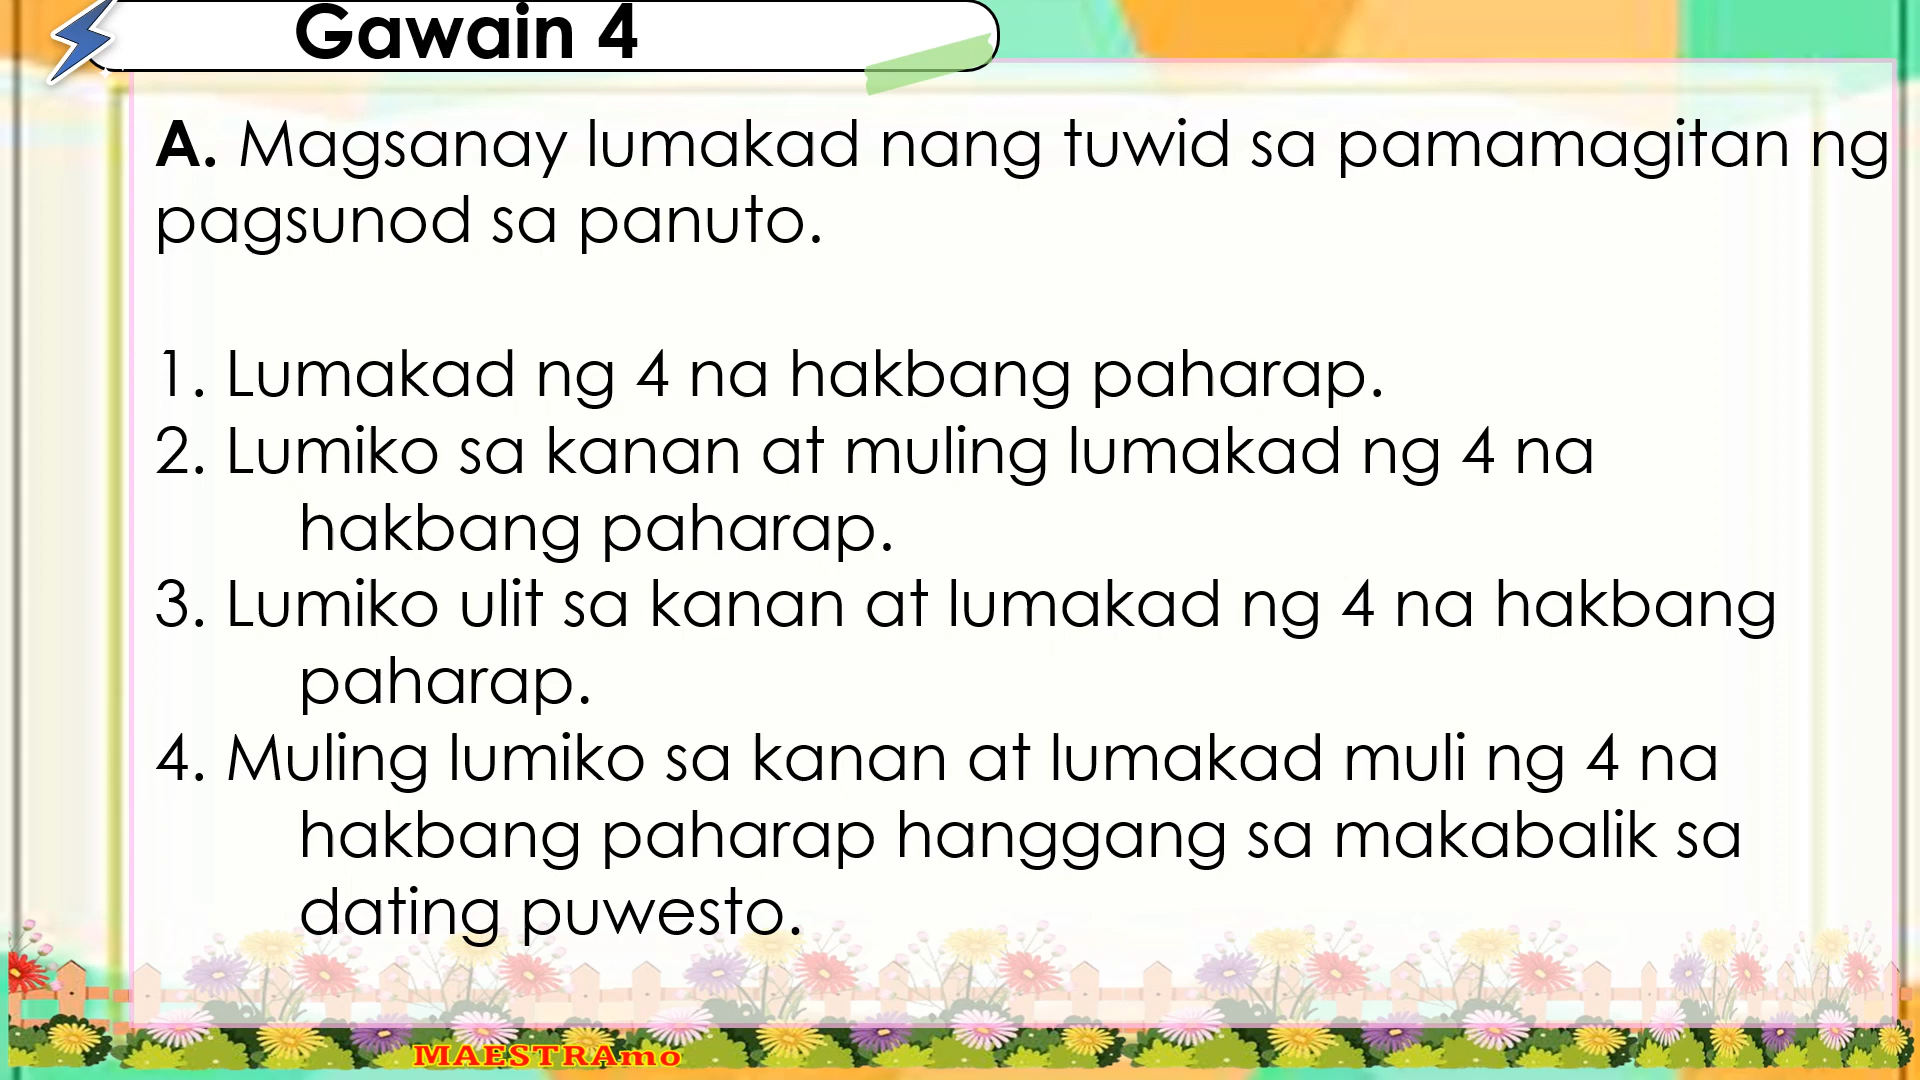 Gawain 4
A. Magsanay lumakad nang tuwid sa pamamagitan ng
pagsunod sa panuto.
1. Lumakad ng 4 na hakbang paharap.
2. Lumiko sa kanan at muling lumakad ng 4 na
hakbang paharap.
3. Lumiko ulit sa kanan at lumakad ng 4 na hakbang
paharap.
4. Muling lumiko sa kanan at lumakad muli ng 4 na
hakbang paharap hanggang sa makabalik sa
dating puwesto.
MAESTRAmo